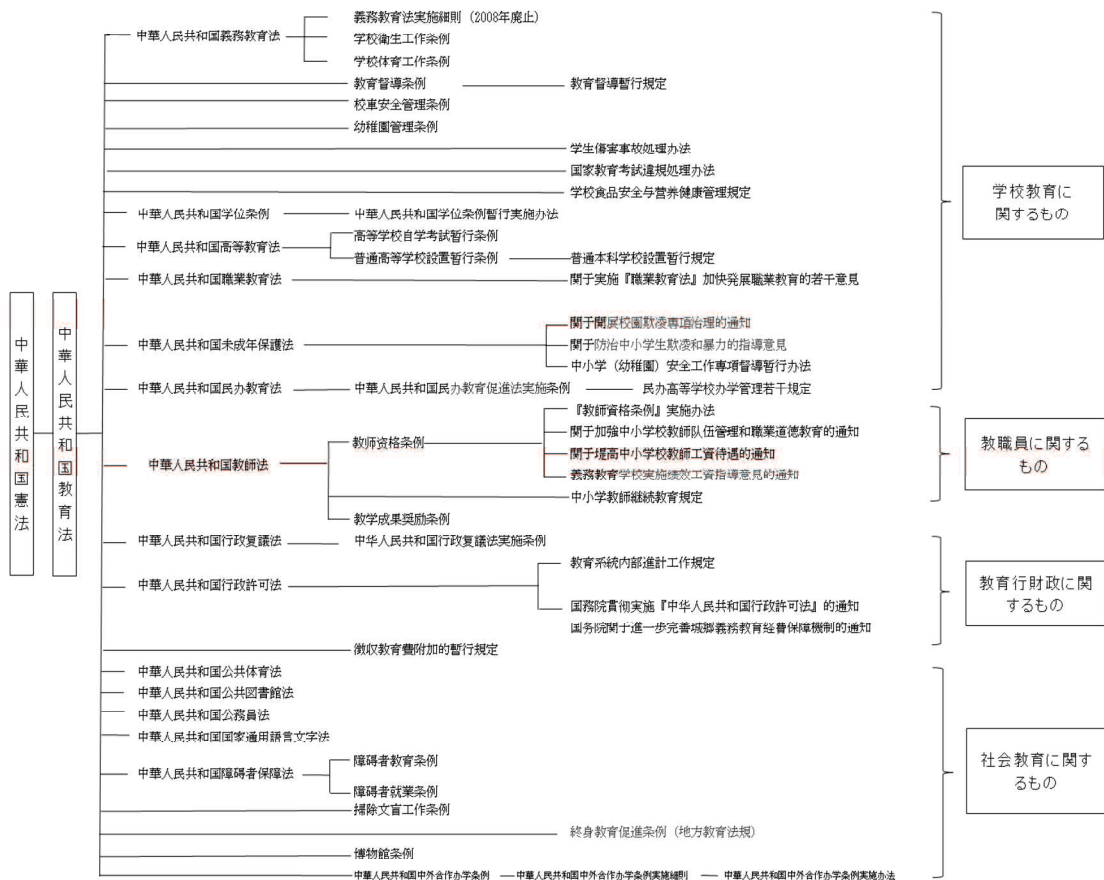 中華人民共和国憲法
中華人民共和国教育法
中華人民共和国義務教育法
義務教育法実施細則（2008年廃止）
学校衛生工作条例
学校体育工作条例
教育督導条例
教育督導暫行規定
校車安全管理条例
幼稚園管理条例
学生傷害事故処理办法
国家教育考試違規処理办法
学校食品安全与营养健康管理規定
中華人民共和国学位条例
中華人民共和国学位条例暫行実施办法
中華人民共和国高等教育法
高等学校自学考試暫行条例
普通高等学校設置暫行条例
普通本科学校設置暫行規定
中華人民共和国職業教育法
関于実施『職業教育法』加快発展職業教育的若干意見
中華人民共和国未成年保護法
関于開展校園欺凌専項治理的通知
関于防治中小学生欺凌和暴力的指導意見
中小学（幼稚園）安全工作専項督導暫行办法
中華人民共和国民办教育法
中華人民共和国民办教育促進法実施条例
民办高等学校办学管理若干規定
学校教育に
関するもの
中華人民共和国教師法
教师资格条例
『教師資格条例』実施办法
関于加強中小学校教師队伍管理和職業道徳教育的通知
関于堤高中小学校教師工資待遇的通知
義務教育学校実施績效工資指導意見的通知
中小学教師継続教育規定
教学成果奨励条例
教職員に関する
もの
中華人民共和国行政复議法
中华人民共和国行政复議法実施条例
中華人民共和国行政許可法
教育系統内部進計工作規定
国務院貫彻実施『中華人民共和国行政許可法』的通知
国务院関于進一步完善城郷義務教育経費保障機制的通知
徴収教育費附加的暫行規定
教育行財政に関
するもの
中華人民共和国公共体育法
中華人民共和国公共図書館法
中華人民共和国公務員法
中華人民共和国国家通用語言文字法
中華人民共和国障碍者保障法
障碍者教育条例
障碍者就業条例
掃除文盲工作条例
終身教育促進条例（地方教育法規）
博物館条例
中華人民共和国中外合作办学条例
中華人民共和国中外合作办学条例実施細則
中華人民共和国中外合作办学条例実施办法
社会教育に関す
るもの